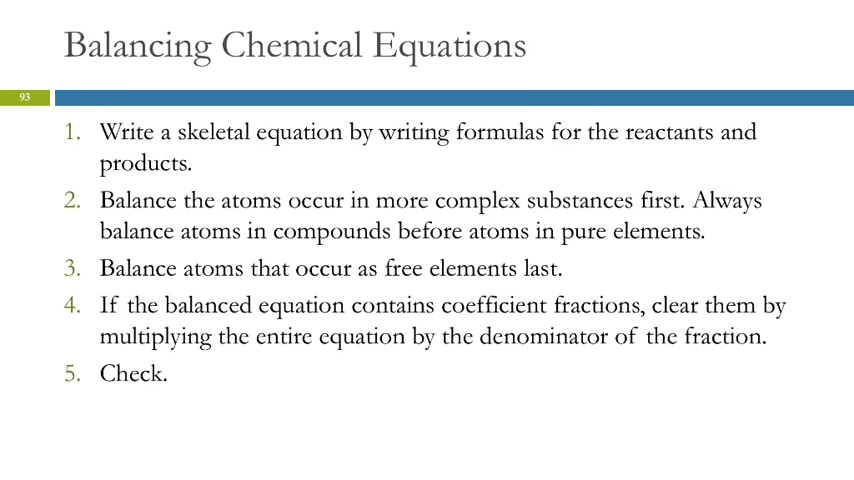 Balancing Chemical Equations
93
1. Write a skeletal equation by writing formulas for the reactants and
products.
2. Balance the atoms occur in more complex substances first. Always
balance atoms in compounds before atoms in pure elements.
3. Balance atoms that occur as free elements last.
4. If the balanced equation contains coefficient fractions, clear them by
multiplying the entire equation by the denominator of the fraction.
5. Check.